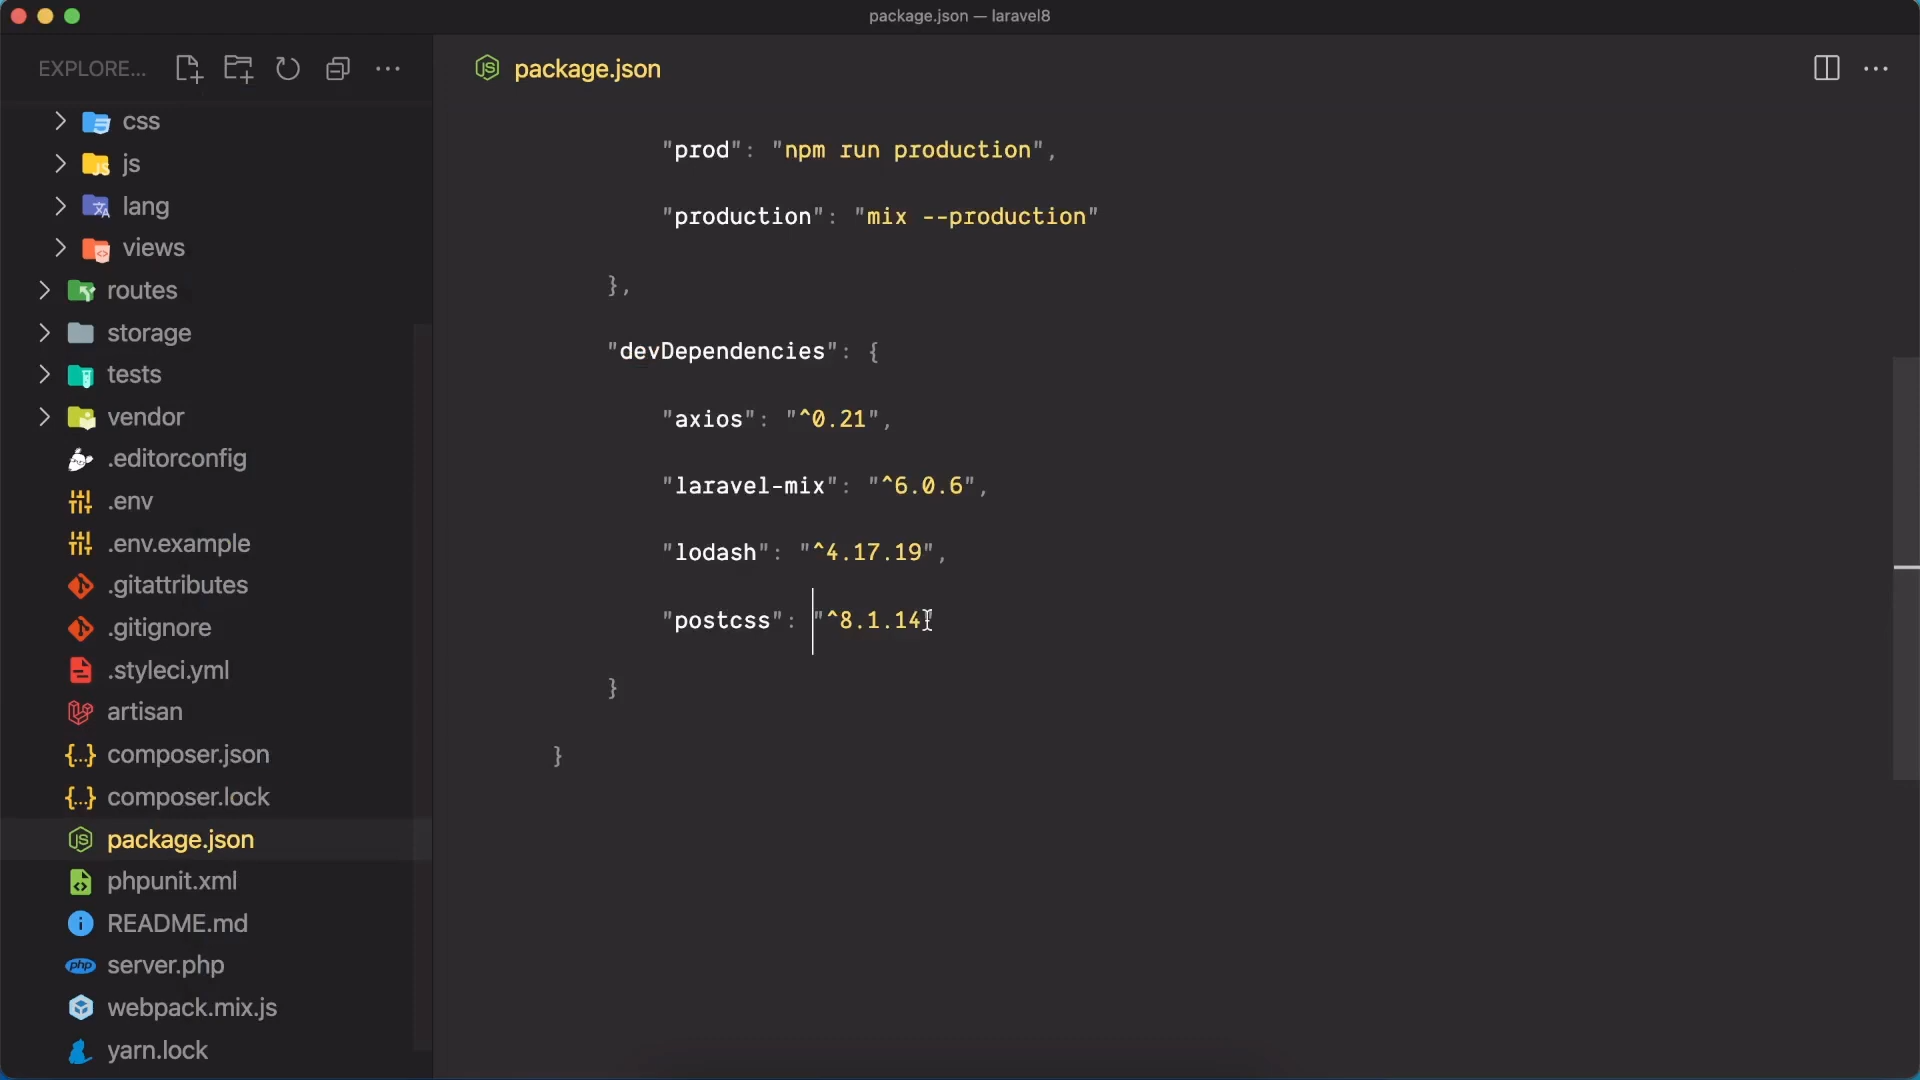 package.json — laravel8
EXPLORE...
css
js
lang
views
routes
storage
tests
vendor
.editorconfig
.env
.env.example
.gitattributes
.gitignore
.styleci.yml
artisan
composer.json
composer.lock
package.json
phpunit.xml
README.md
server.php
webpack.mix.js
yarn.lock
package.json
"prod": "npm run production",
"production": "mix --production"
},
"devDependencies": {
"axios": "^0.21",
"laravel-mix": "^6.0.6",
"lodash": "^4.17.19",
"postcss": "^8.1.14"
}
}